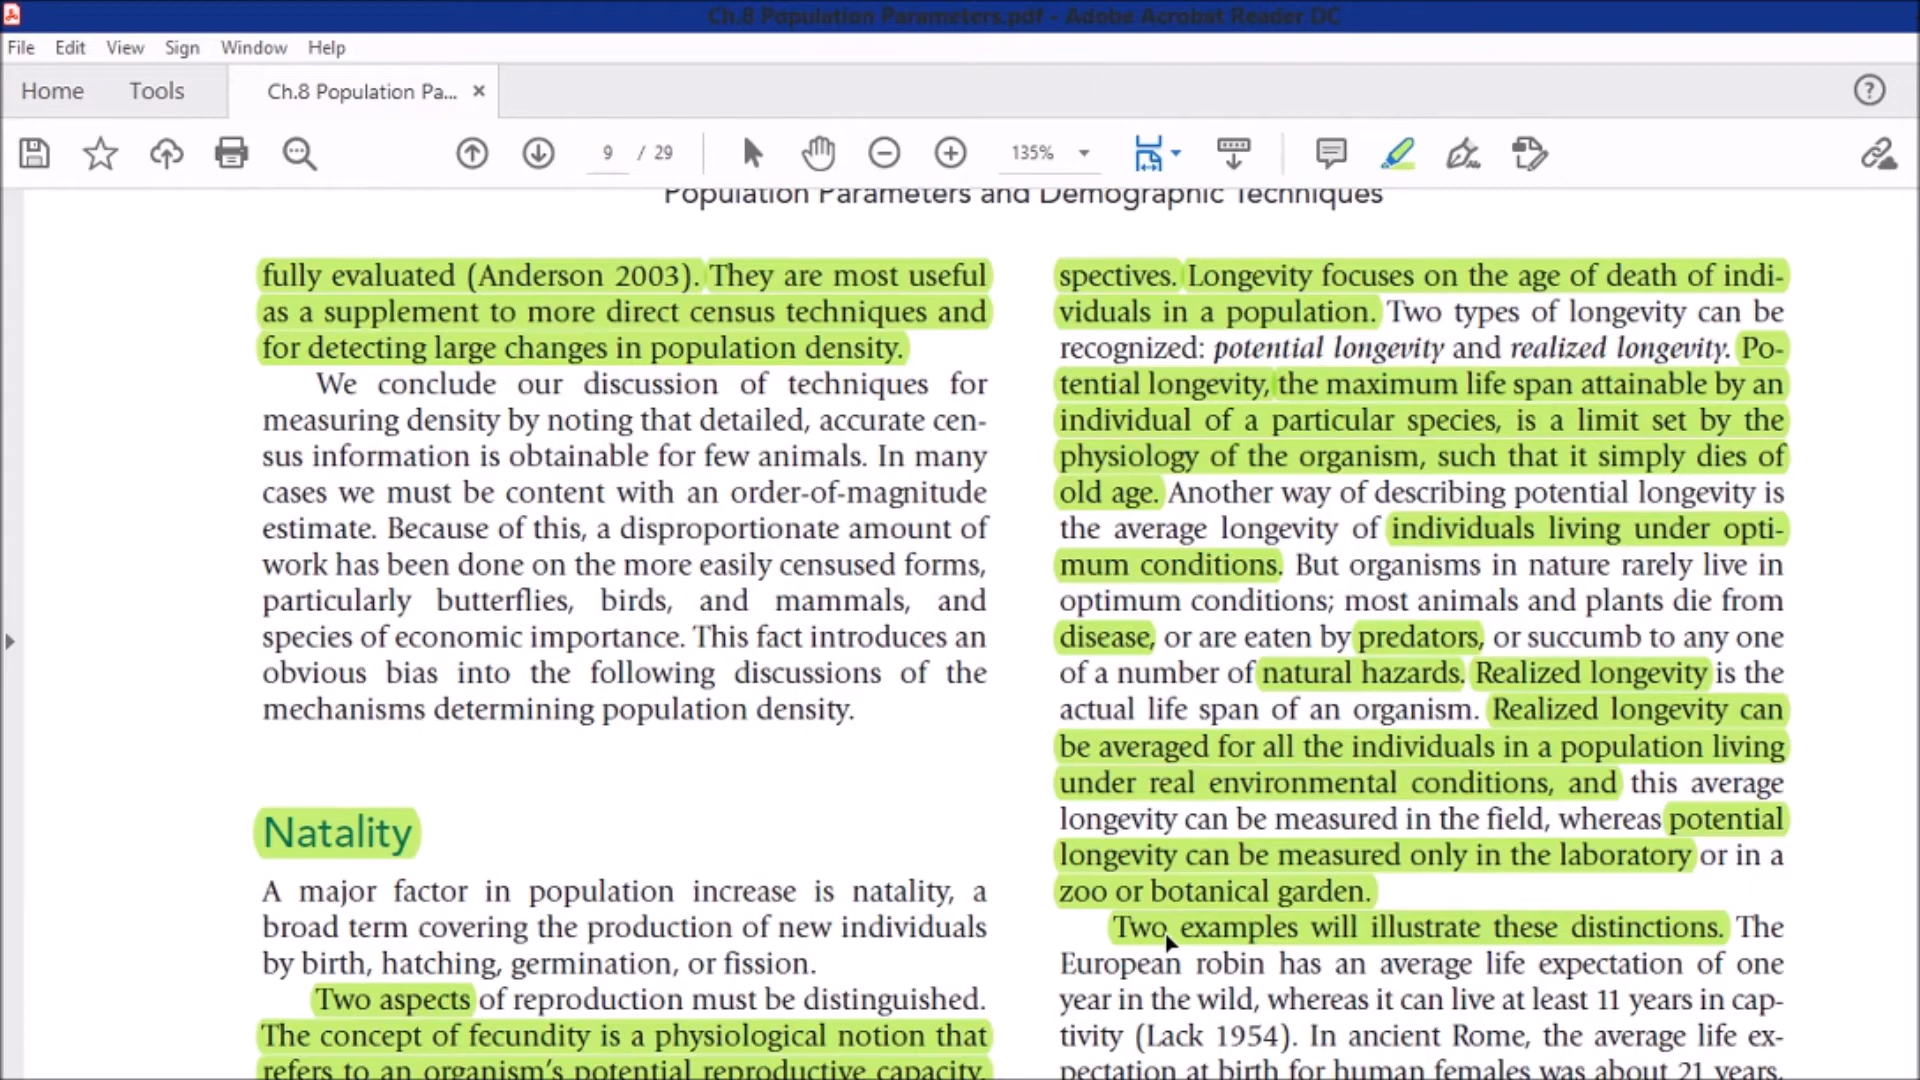 Ch.8 Population Parameters.pdf - Adobe Acrobat Reader DC
File Edit View Sign Window Help
Home Tools Ch.8 Population Pa... ×
9 / 29 135%
Population Parameters and Demographic Techniques
fully evaluated (Anderson 2003). They are most useful
as a supplement to more direct census techniques and
for detecting large changes in population density.
We conclude our discussion of techniques for
measuring density by noting that detailed, accurate cen-
sus information is obtainable for few animals. In many
cases we must be content with an order-of-magnitude
estimate. Because of this, a disproportionate amount of
work has been done on the more easily censused forms,
particularly butterflies, birds, and mammals, and
species of economic importance. This fact introduces an
obvious bias into the following discussions of the
mechanisms determining population density.
Natality
A major factor in population increase is natality, a
broad term covering the production of new individuals
by birth, hatching, germination, or fission.
Two aspects of reproduction must be distinguished.
The concept of fecundity is a physiological notion that
refers to an organism's potential reproductive capacity.
spectives. Longevity focuses on the age of death of indi-
viduals in a population. Two types of longevity can be
recognized: potential longevity and realized longevity. Po-
tential longevity, the maximum life span attainable by an
individual of a particular species, is a limit set by the
physiology of the organism, such that it simply dies of
old age. Another way of describing potential longevity is
the average longevity of individuals living under opti-
mum conditions. But organisms in nature rarely live in
optimum conditions; most animals and plants die from
disease, or are eaten by predators, or succumb to any one
of a number of natural hazards. Realized longevity is the
actual life span of an organism. Realized longevity can
be averaged for all the individuals in a population living
under real environmental conditions, and this average
longevity can be measured in the field, whereas potential
longevity can be measured only in the laboratory or in a
zoo or botanical garden.
Two examples will illustrate these distinctions. The
European robin has an average life expectation of one
year in the wild, whereas it can live at least 11 years in cap-
tivity (Lack 1954). In ancient Rome, the average life ex-
pectation at birth for human females was about 21 years,